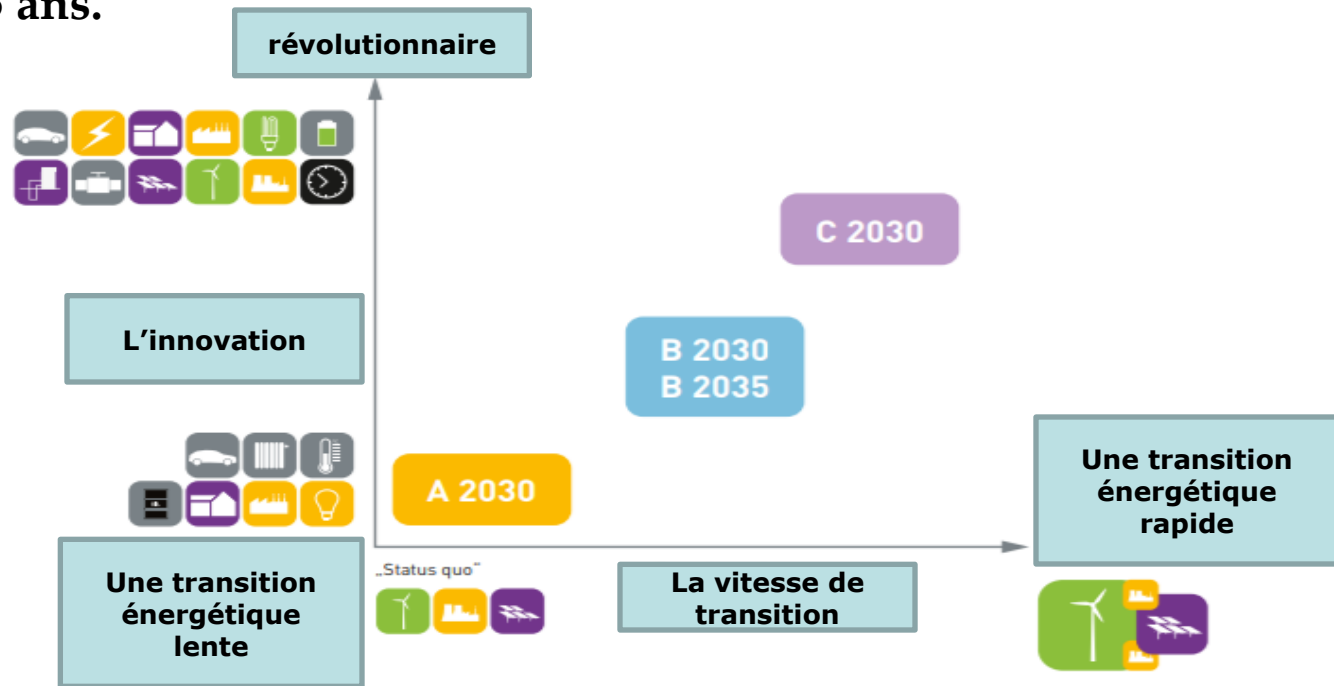 ans.
révolutionnaire
C 2030
L’innovation
B 2030
B 2035
A 2030
Une transition
énergétique
rapide
„Status quo“
Une transition
énergétique
lente
La vitesse de
transition